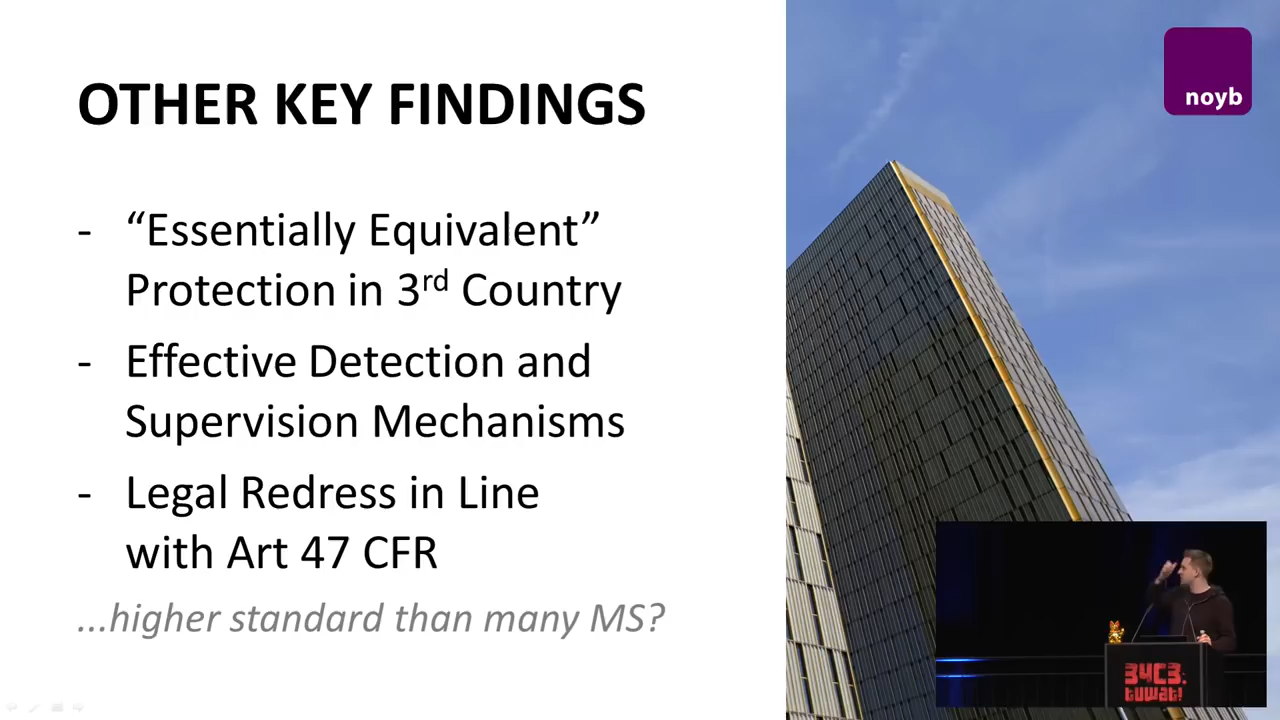 OTHER KEY FINDINGS
- “Essentially Equivalent”
Protection in 3rd Country
- Effective Detection and
Supervision Mechanisms
- Legal Redress in Line
with Art 47 CFR
...higher standard than many MS?
noyb
34C3.
tuwat!